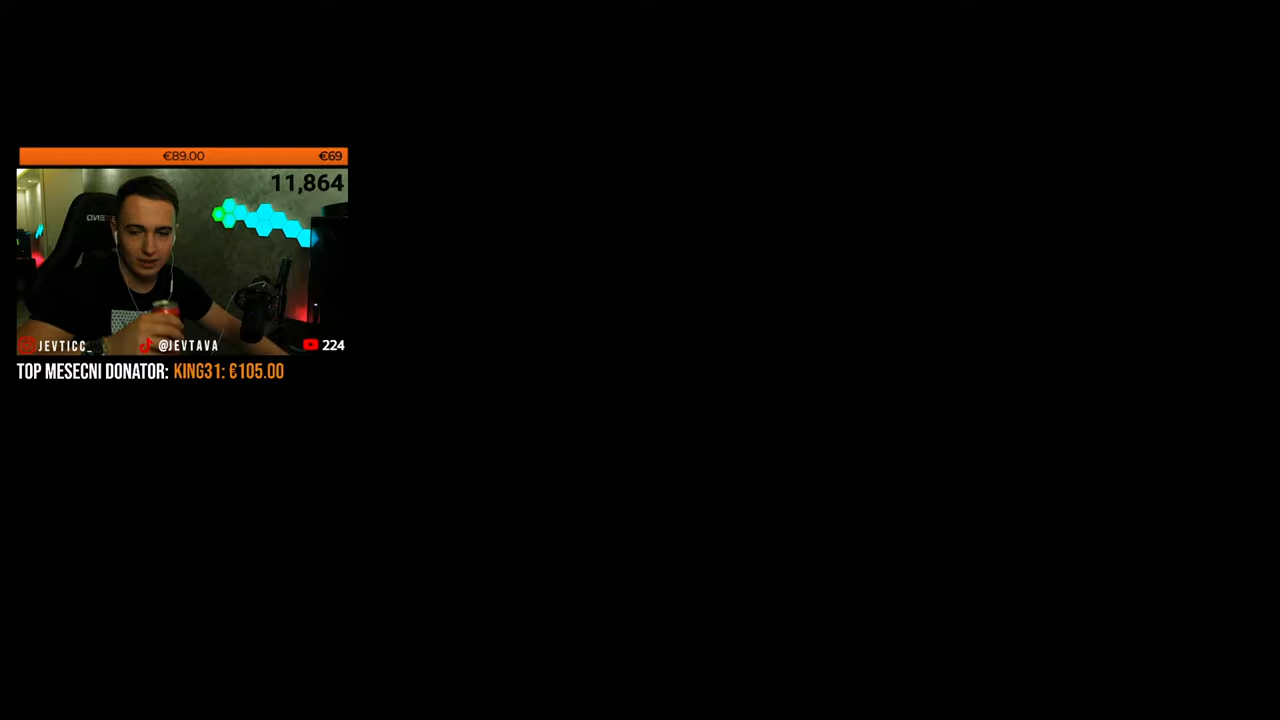 €89.00 €69
11,864
JEVTICC_ @JEVTAVA 224
TOP MESECNI DONATOR: KING31: €105.00